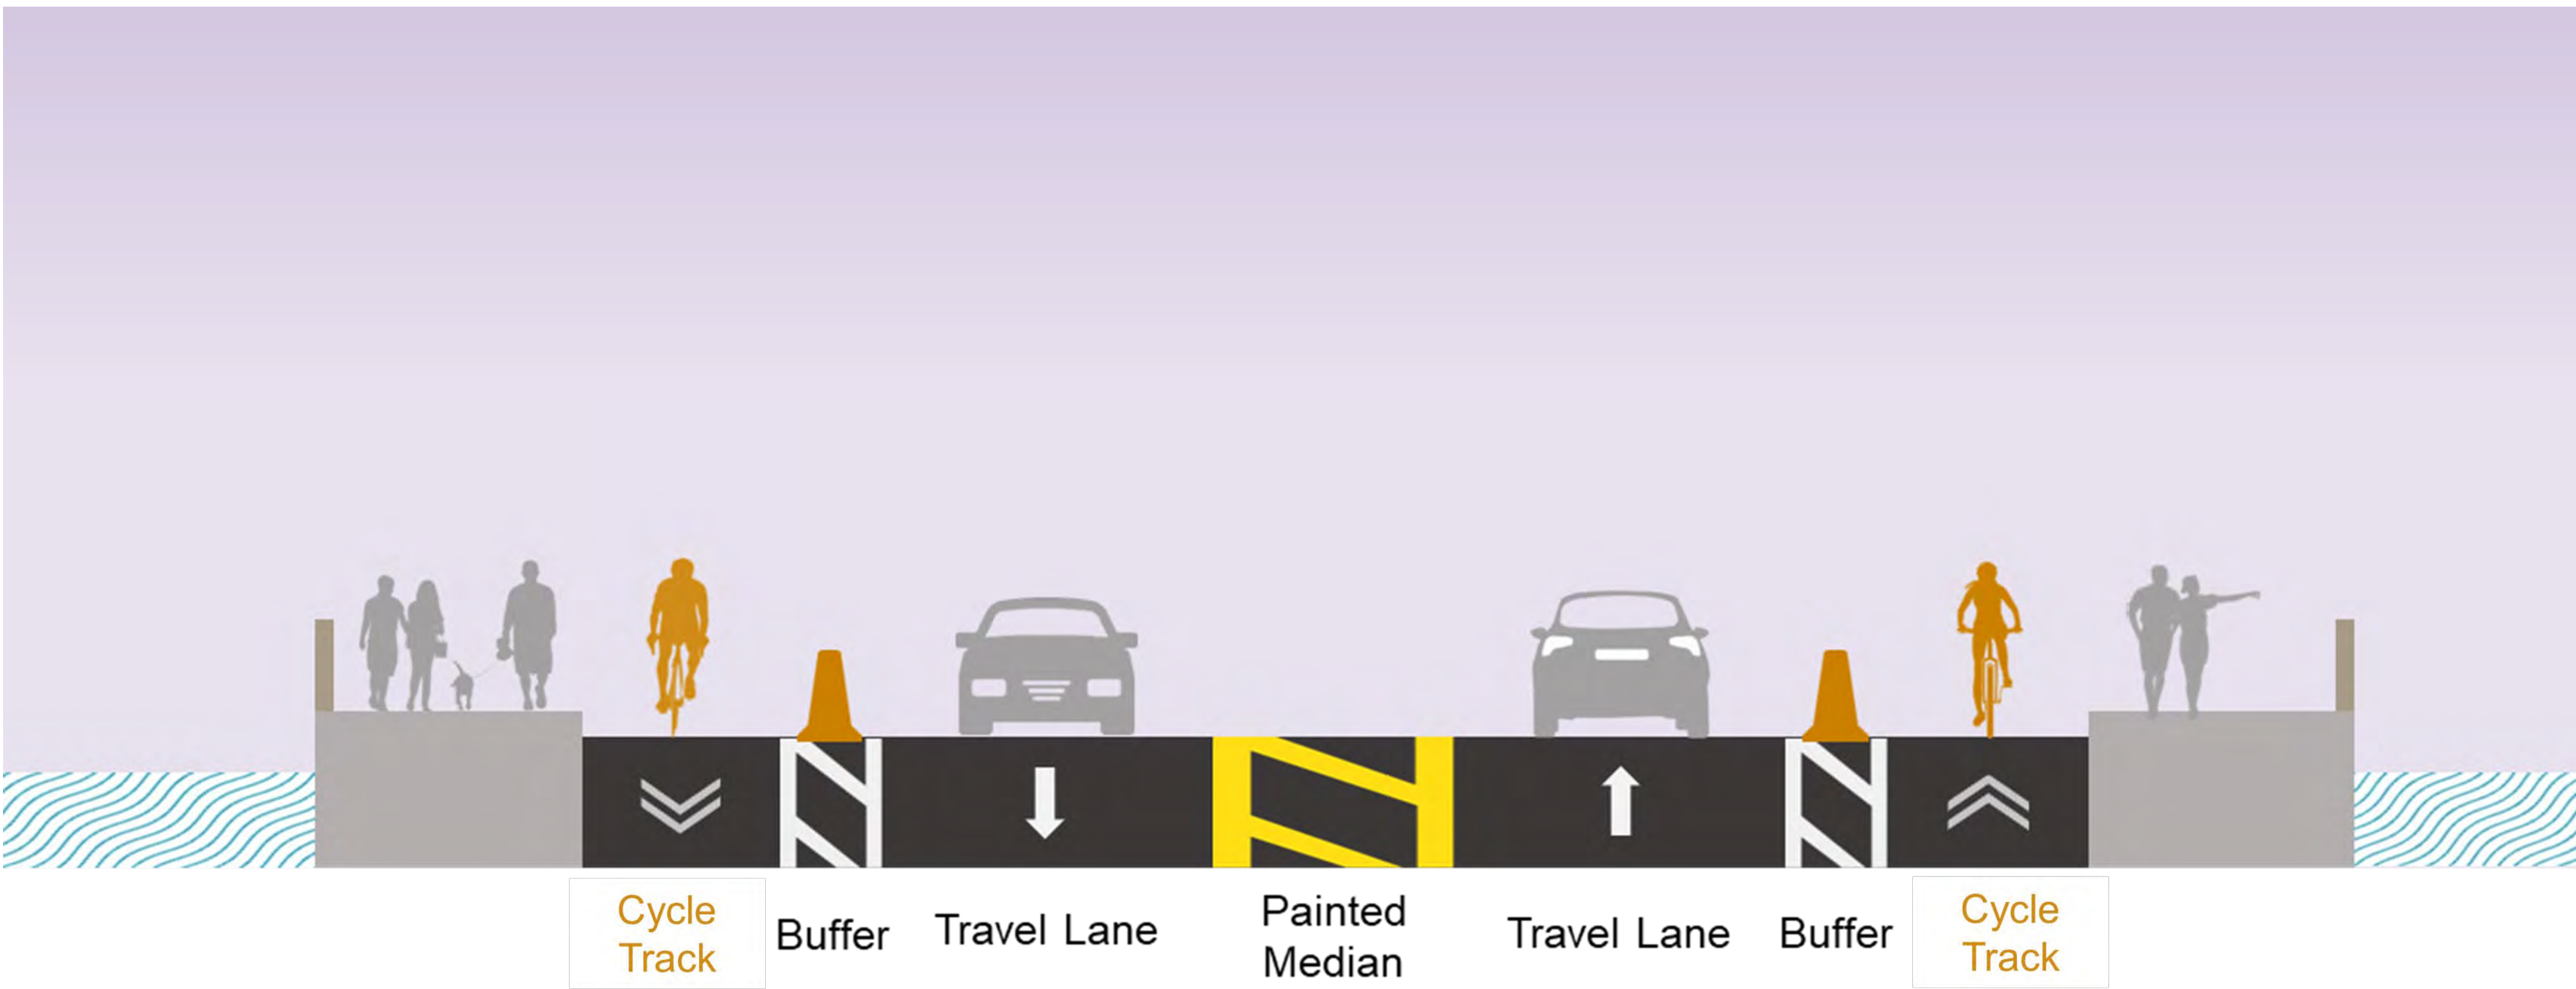 Cycle
Track
Buffer
Travel Lane
Painted
Median
Travel Lane
Buffer
Cycle
Track